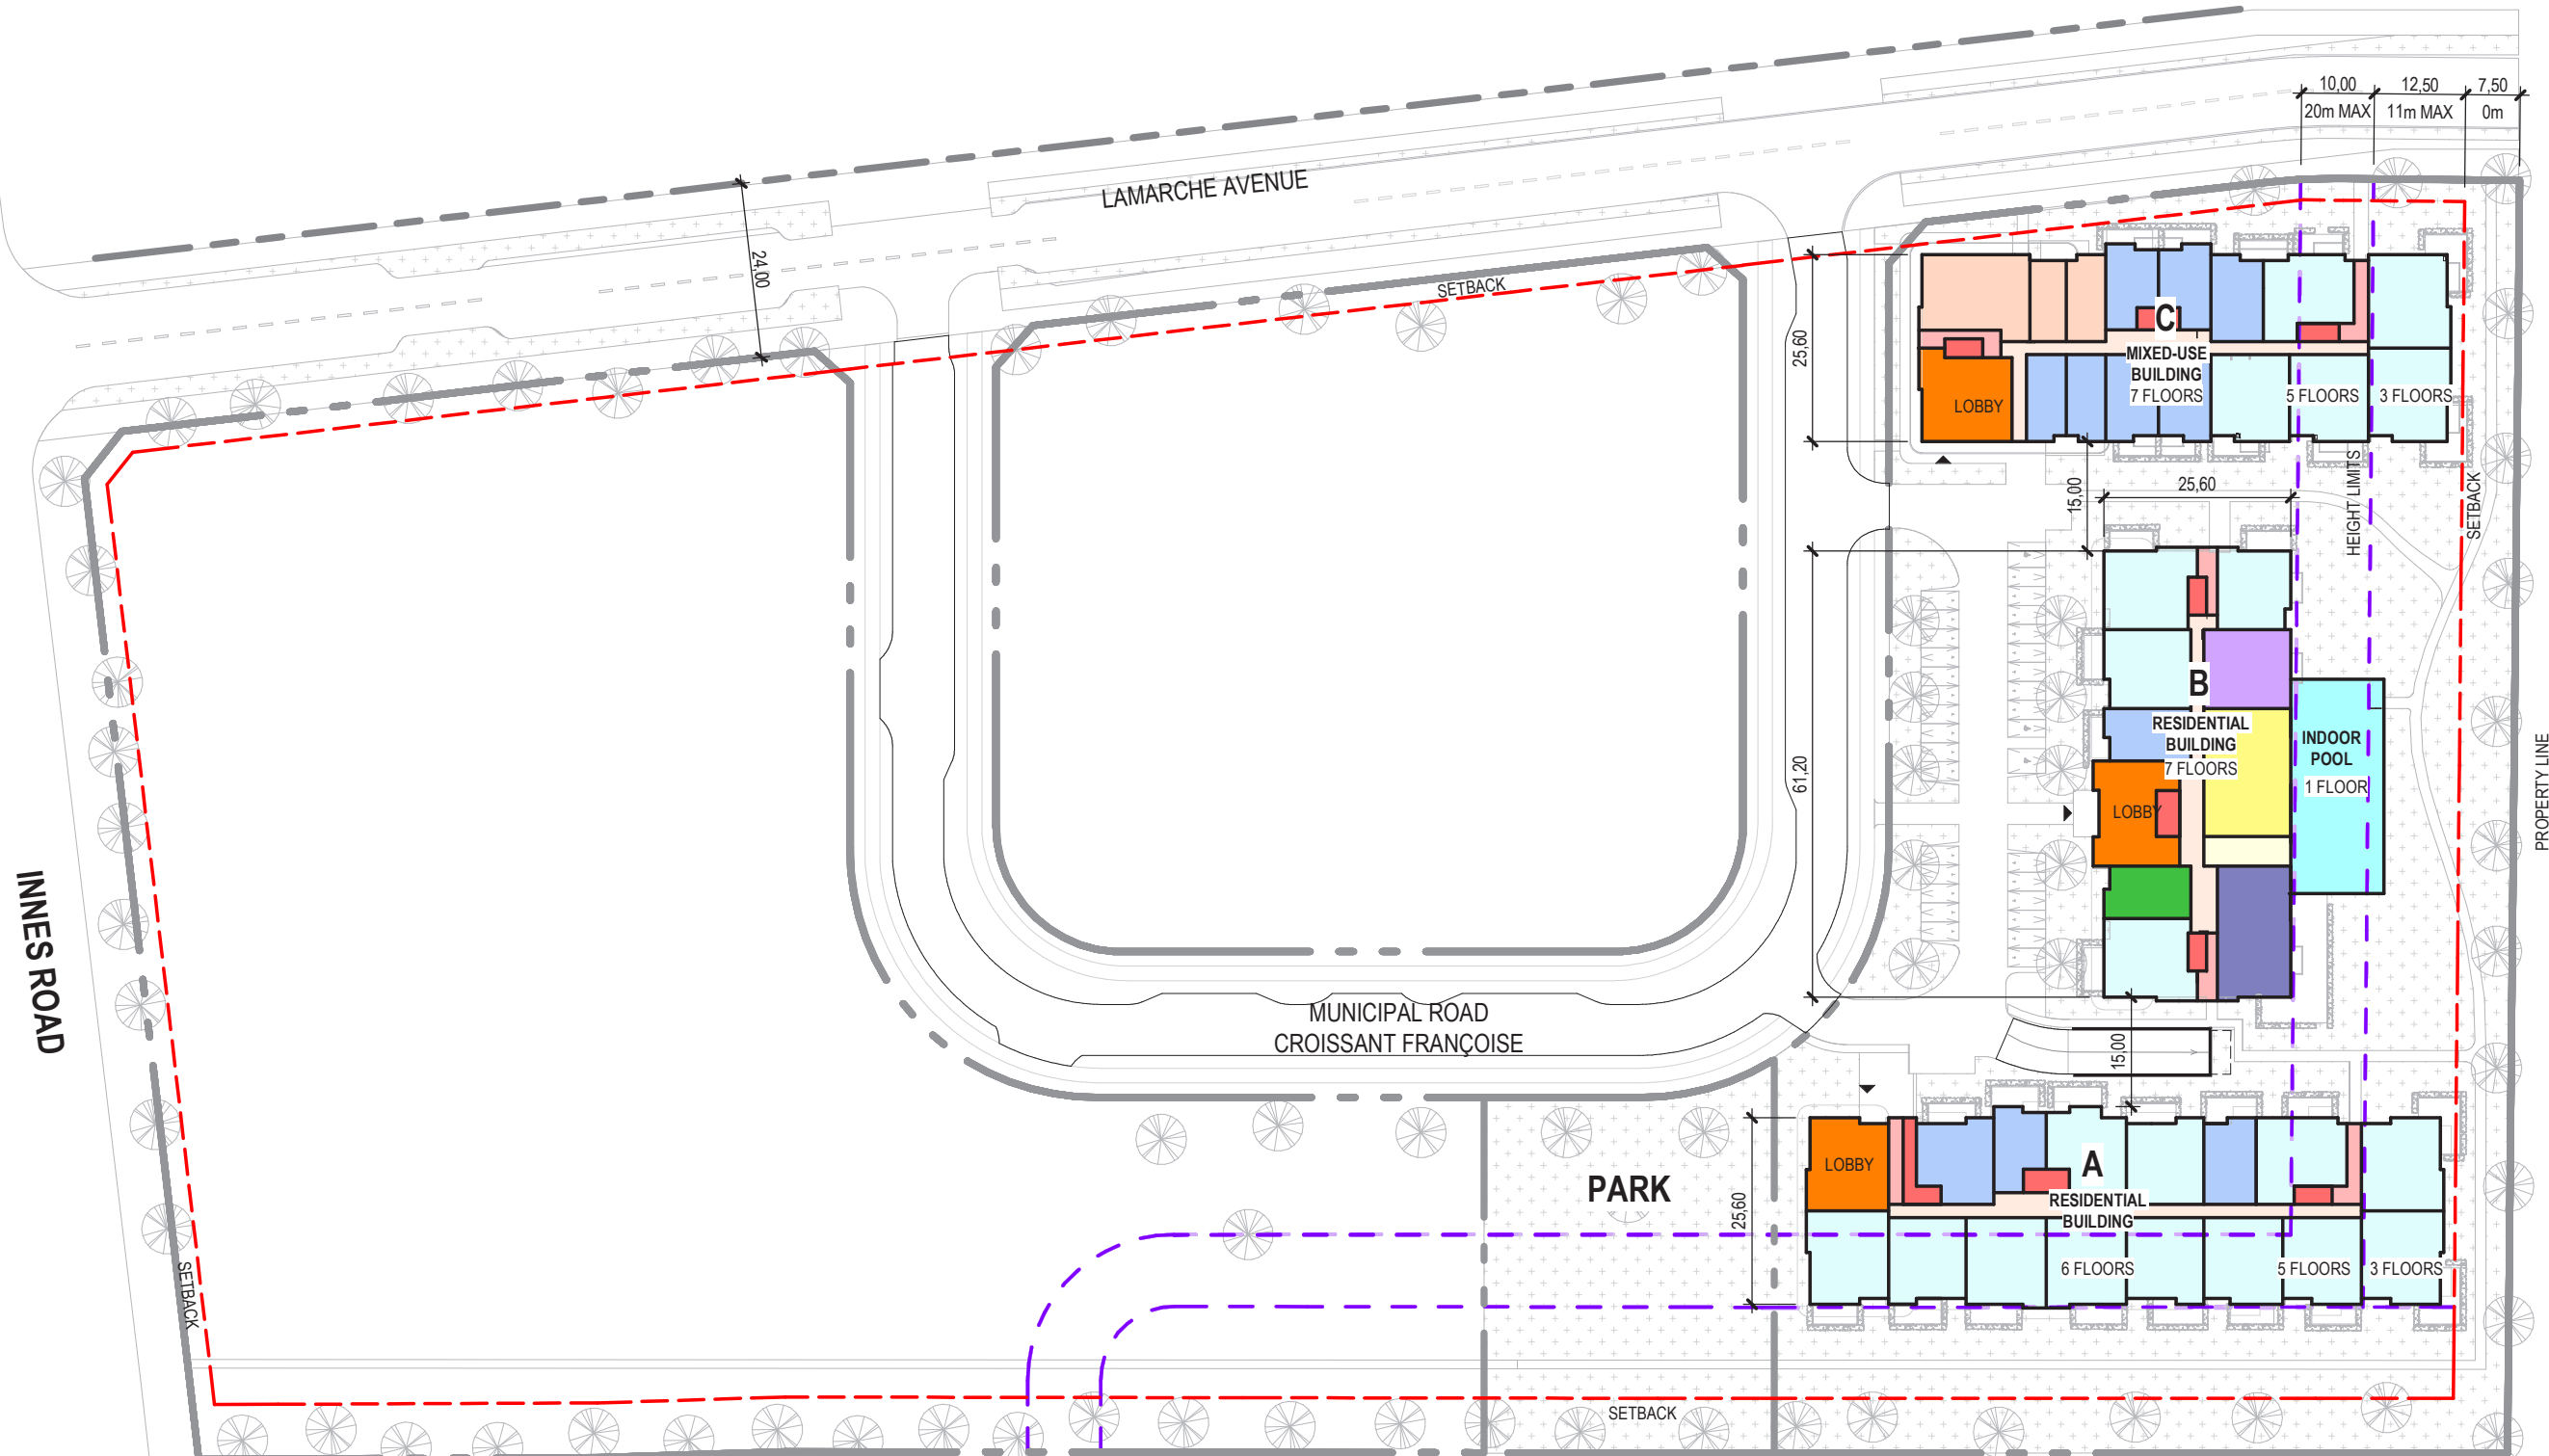 10,00 12,50 7,50
20m MAX 11m MAX 0m
LAMARCHE AVENUE
24,00
SETBACK
25,60
C
MIXED-USE
BUILDING
7 FLOORS
5 FLOORS
3 FLOORS
LOBBY
15,00
25,60
HEIGHT LIMITS
SETBACK
B
RESIDENTIAL
BUILDING
7 FLOORS
INDOOR
POOL
1 FLOOR
LOBBY
61,20
PROPERTY LINE
INNES ROAD
MUNICIPAL ROAD
CROISSANT FRANÇOISE
15,00
PARK
25,60
LOBBY
A
RESIDENTIAL
BUILDING
6 FLOORS
5 FLOORS
3 FLOORS
SETBACK
SETBACK